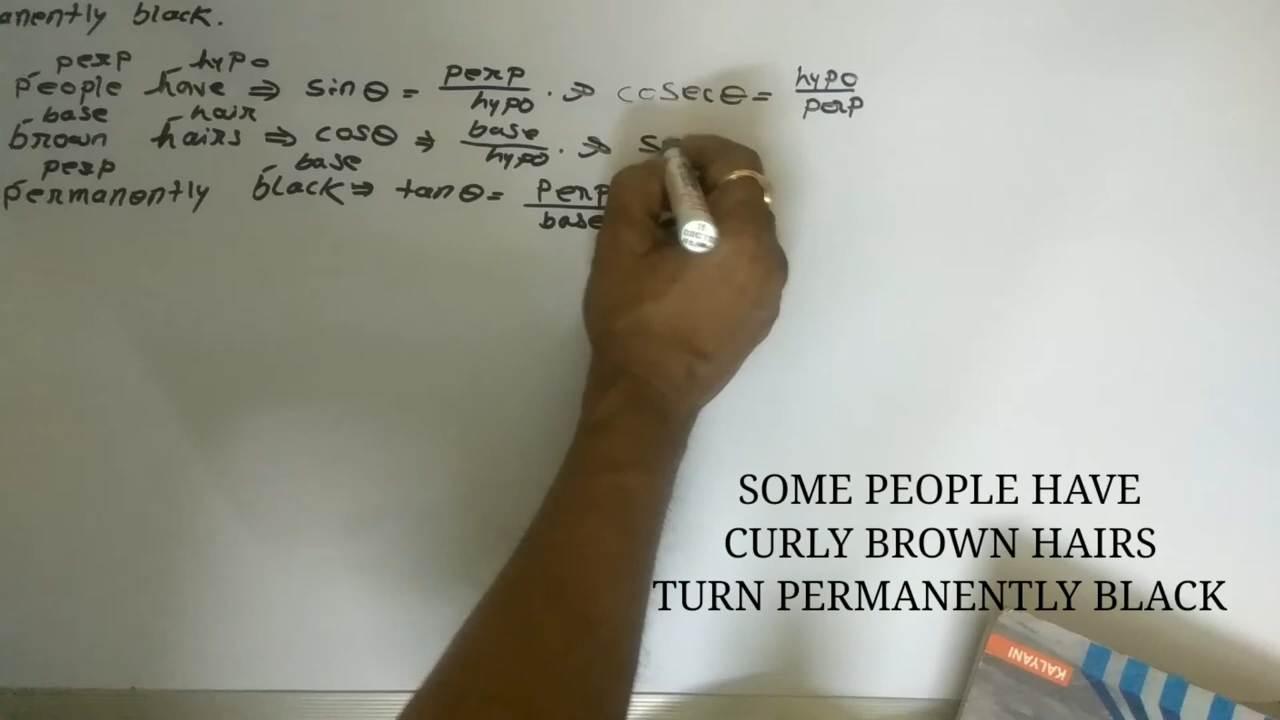 anently black.
perp hypo
people have ⇒ sin θ = perp/hypo . ⇒ cosec θ = hypo/perp
base hair
brown hairs ⇒ cos θ ⇒ base/hypo . ⇒ s
perp base
permanently black ⇒ tan θ = perp/base
SOME PEOPLE HAVE
CURLY BROWN HAIRS
TURN PERMANENTLY BLACK
KALYANI